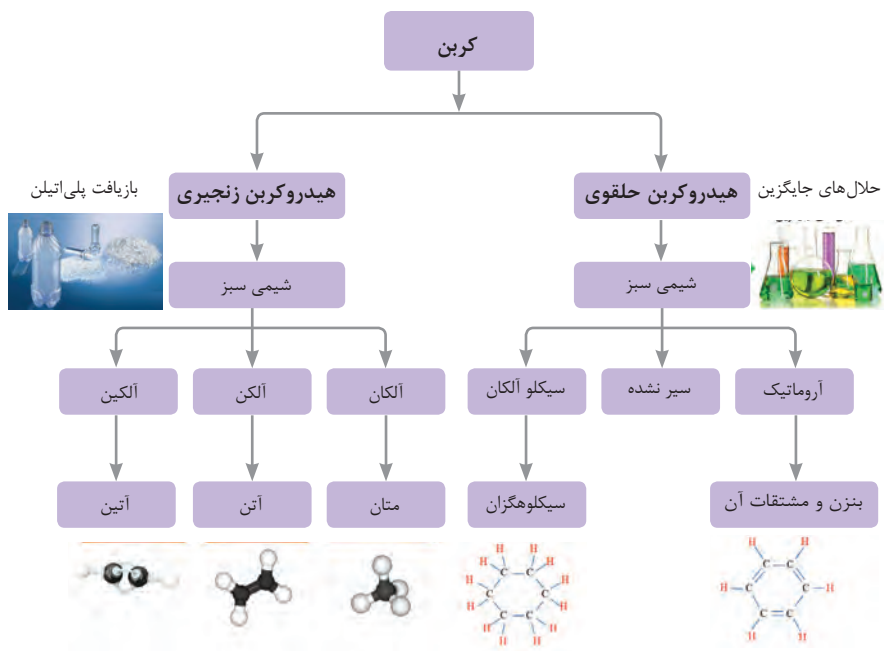 کربن
هیدروکربن حلقوی
هیدروکربن زنجیری
حلال‌های جایگزین
بازیافت پلی‌اتیلن
شیمی سبز
شیمی سبز
آروماتیک
سیر نشده
سیکلو آلکان
آلکان
آلکن
آلکین
بنزن و مشتقات آن
سیکلوهگزان
متان
آتن
آتین
H H
C C
H C C H
C C
H H
H H H H
C C
H H
C C
H H
C C
H H H H